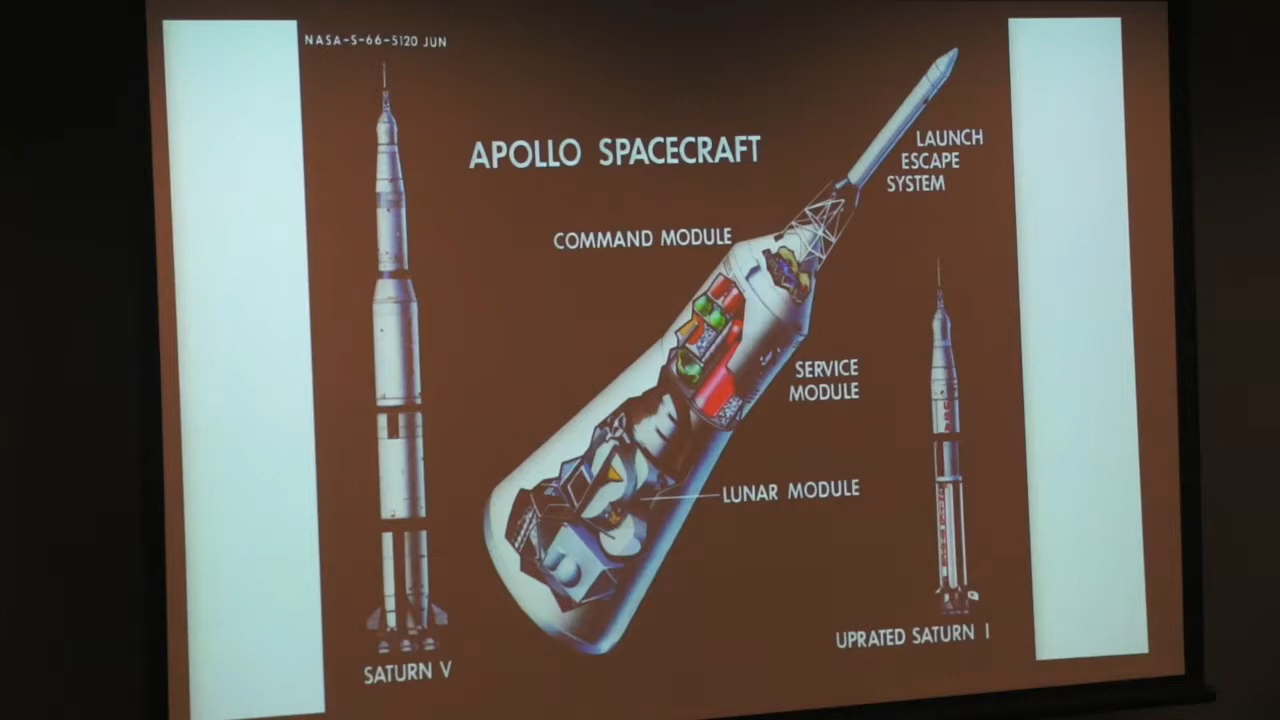 NASA-S-66-5120 JUN
APOLLO SPACECRAFT
LAUNCH
ESCAPE
SYSTEM
COMMAND MODULE
SERVICE
MODULE
LUNAR MODULE
UPRATED SATURN I
SATURN V